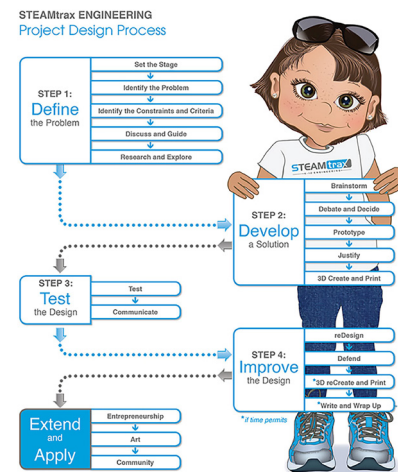 STEAMtrax ENGINEERING
Project Design Process
STEP 1:
Define
the Problem
Set the Stage
Identify the Problem
Identify the Constraints and Criteria
Discuss and Guide
Research and Explore
STEAMtrax
STEP 2:
Develop
a Solution
Brainstorm
Debate and Decide
Prototype
Justify
3D Create and Print
STEP 3:
Test
the Design
Test
Communicate
STEP 4:
Improve
the Design
reDesign
Defend
*3D reCreate and Print
*Write and Wrap Up
*if time permits
Extend
and
Apply
Entrepreneurship
Art
Community